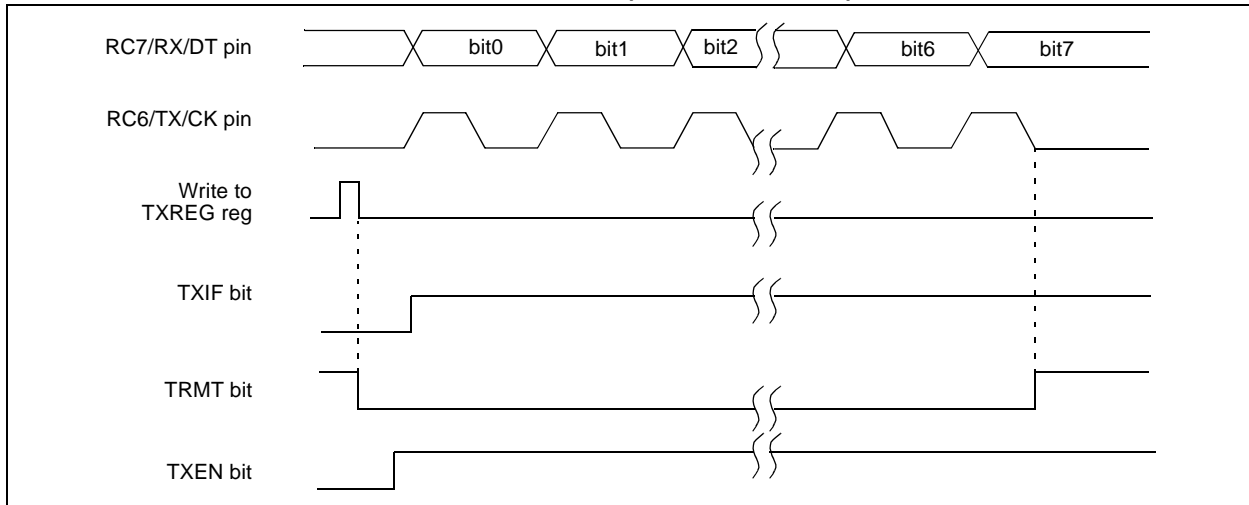 RC7/RX/DT pin
bit0 bit1 bit2 bit6 bit7
RC6/TX/CK pin
Write to
TXREG reg
TXIF bit
TRMT bit
TXEN bit